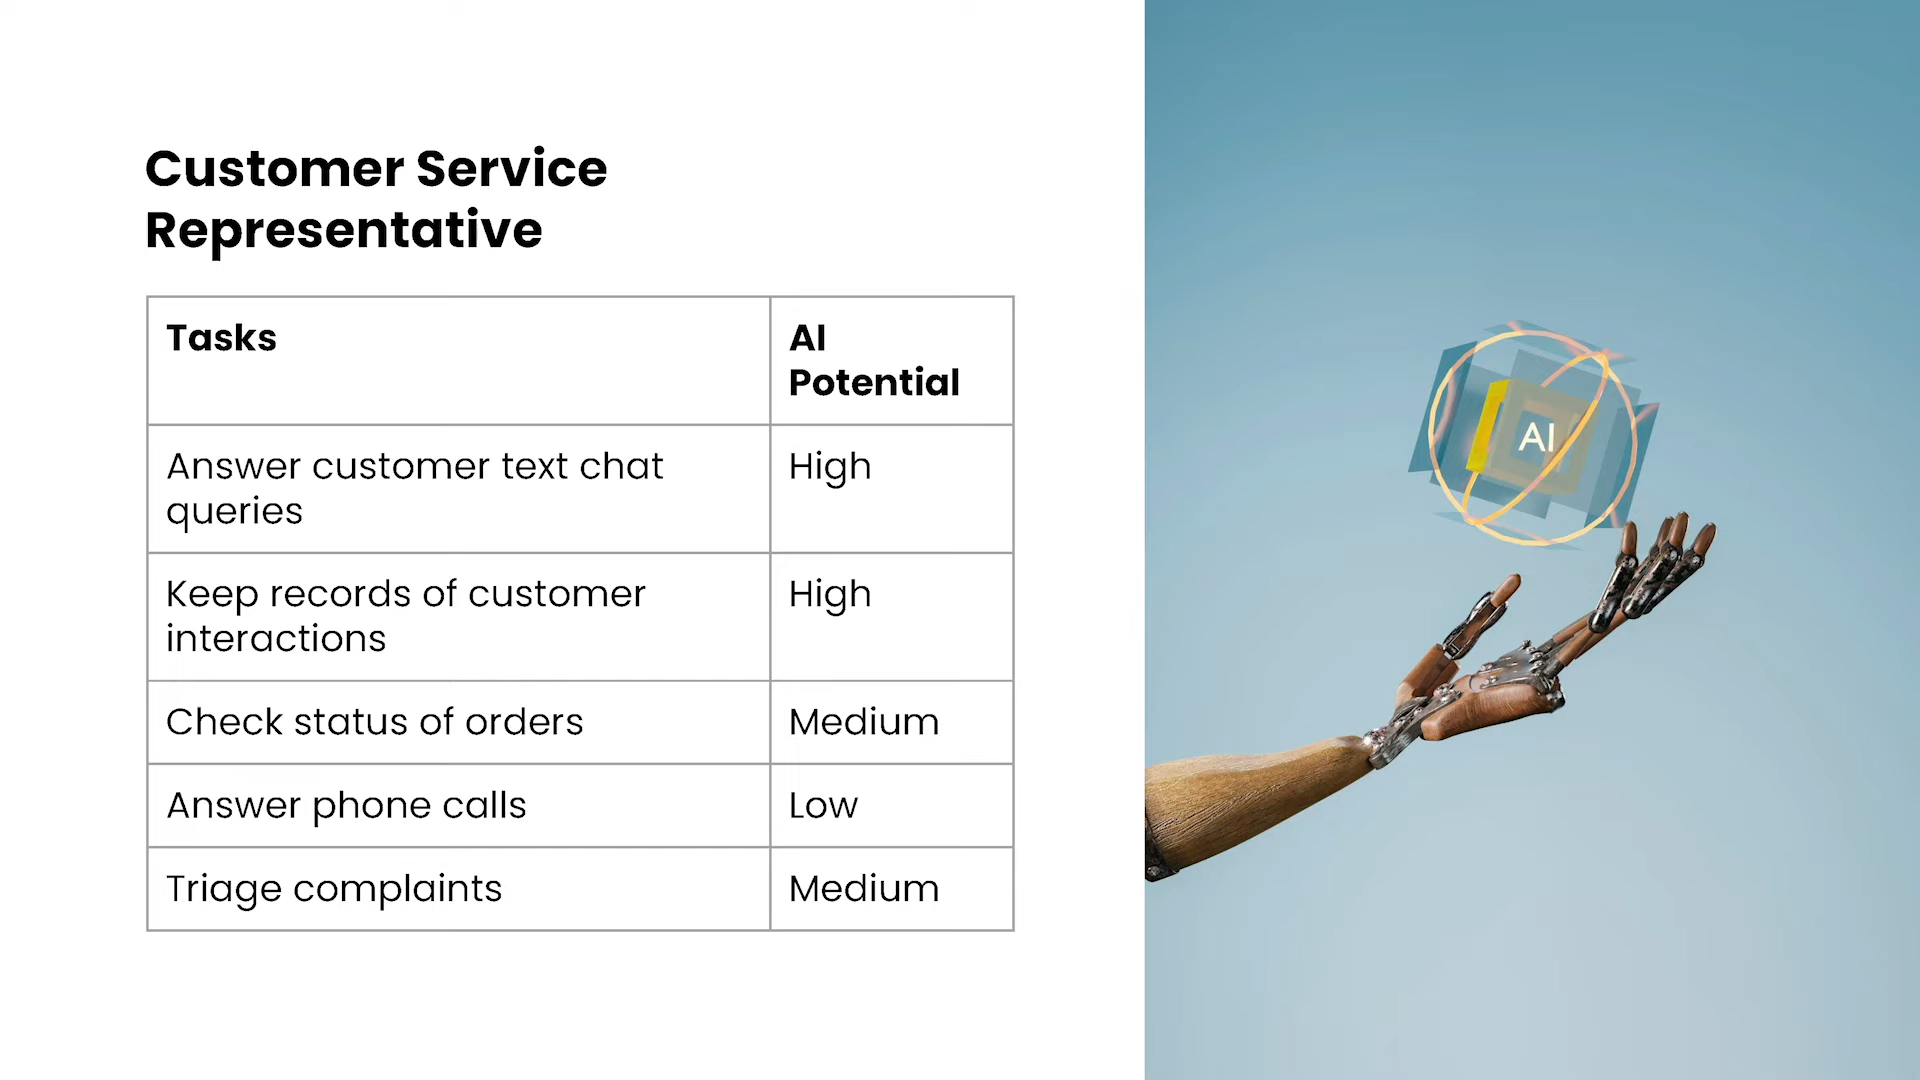 Customer Service
Representative
Tasks
AI
Potential
Answer customer text chat
queries
High
Keep records of customer
interactions
High
Check status of orders
Medium
Answer phone calls
Low
Triage complaints
Medium
AI